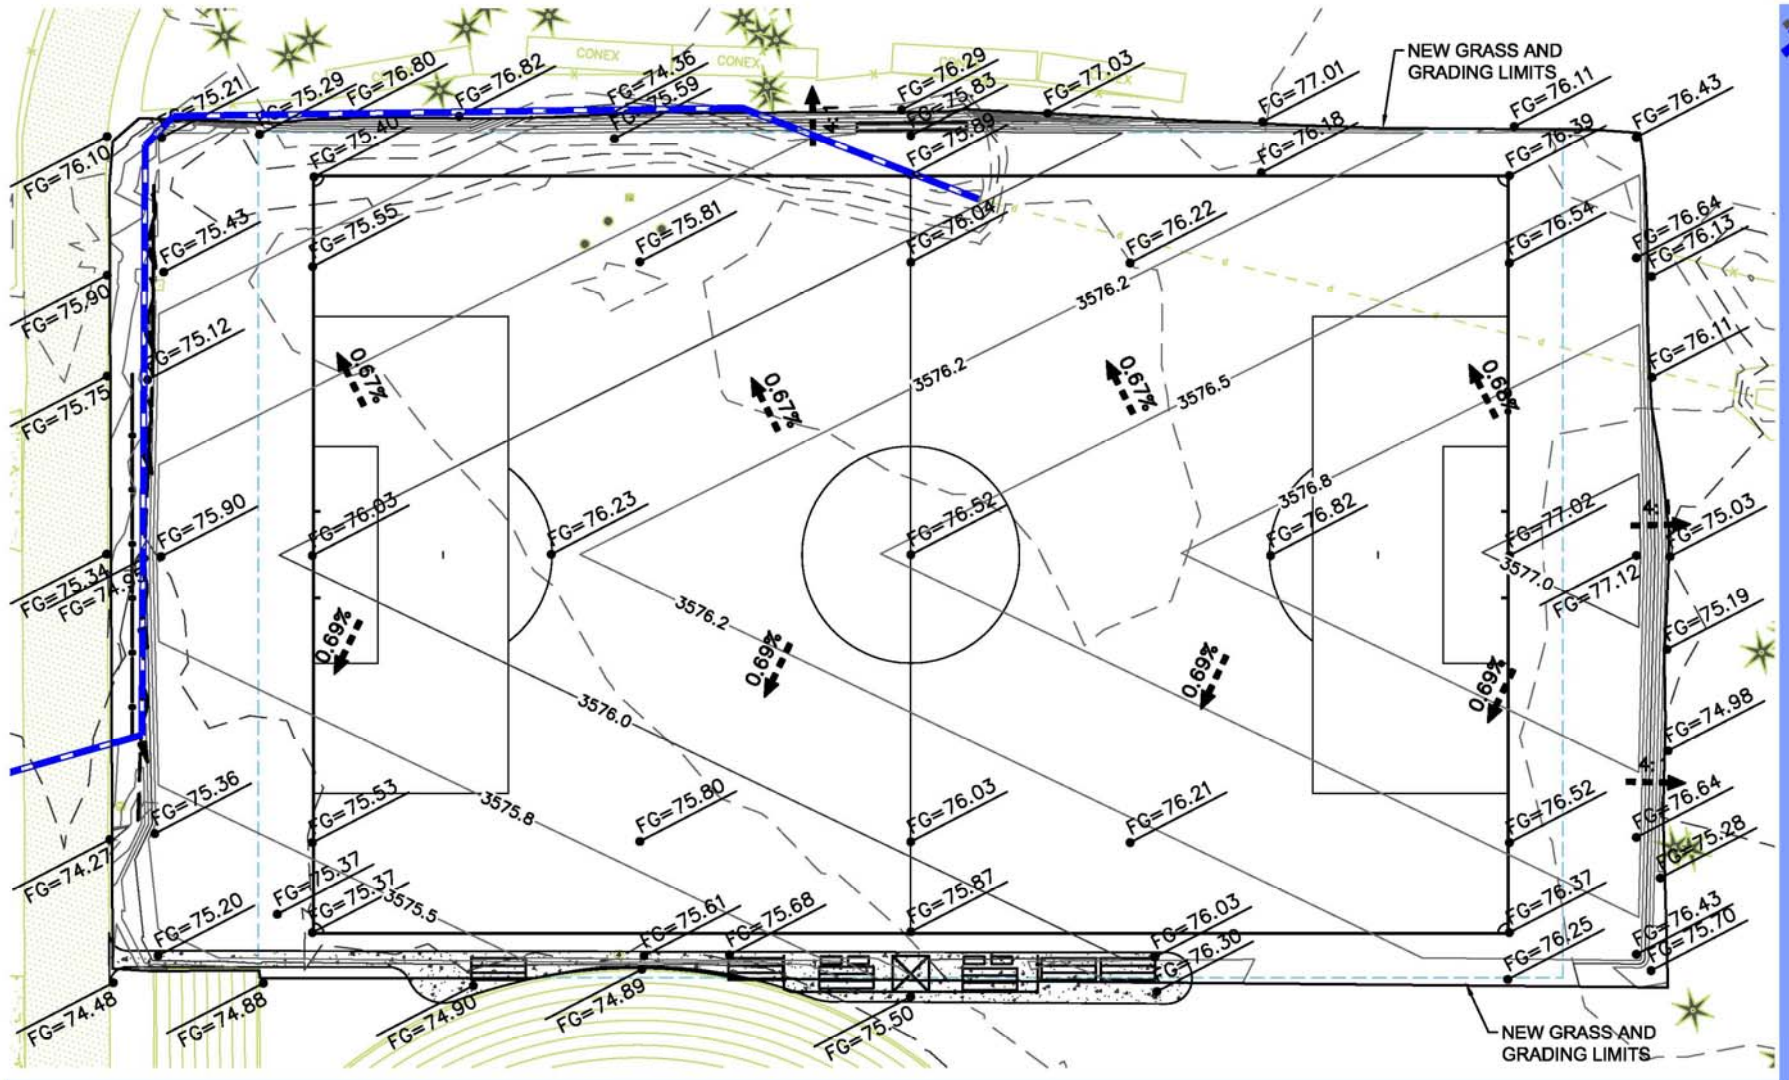 CONEX
CONEX
NEW GRASS AND
GRADING LIMITS
FG=75.21
FG=75.29
FG=76.80
FG=76.82
FG=74.36
FG=75.59
FG=76.29
FG=75.83
FG=77.03
FG=77.01
FG=76.11
FG=76.43
4:1
FG=76.10
FG=75.40
FG=75.89
FG=76.18
FG=76.39
FG=75.43
FG=75.55
FG=75.81
FG=76.04
FG=76.22
FG=76.54
FG=76.64
FG=76.13
FG=75.90
3576.2
FG=75.12
FG=76.11
0.67%
0.67%
0.67%
0.68%
3576.2
3576.5
FG=75.75
3576.8
FG=75.90
FG=76.03
FG=76.23
FG=76.52
FG=76.82
FG=77.02
4:
FG=75.03
FG=75.34
FG=74.95
3577.0
FG=77.12
3576.2
FG=75.19
0.69%
0.69%
0.69%
0.69%
3576.0
FG=74.98
4:
FG=75.36
FG=75.53
3575.8
FG=75.80
FG=76.03
FG=76.21
FG=76.52
FG=76.64
FG=75.28
FG=74.27
FG=75.37
FG=75.37
3575.5
FG=75.20
FG=75.61
FG=75.68
FG=75.87
FG=76.03
FG=76.37
FG=76.43
FG=76.30
FG=76.25
FG=75.70
FG=74.48
FG=74.88
FG=74.90
FG=74.89
FG=75.50
NEW GRASS AND
GRADING LIMITS